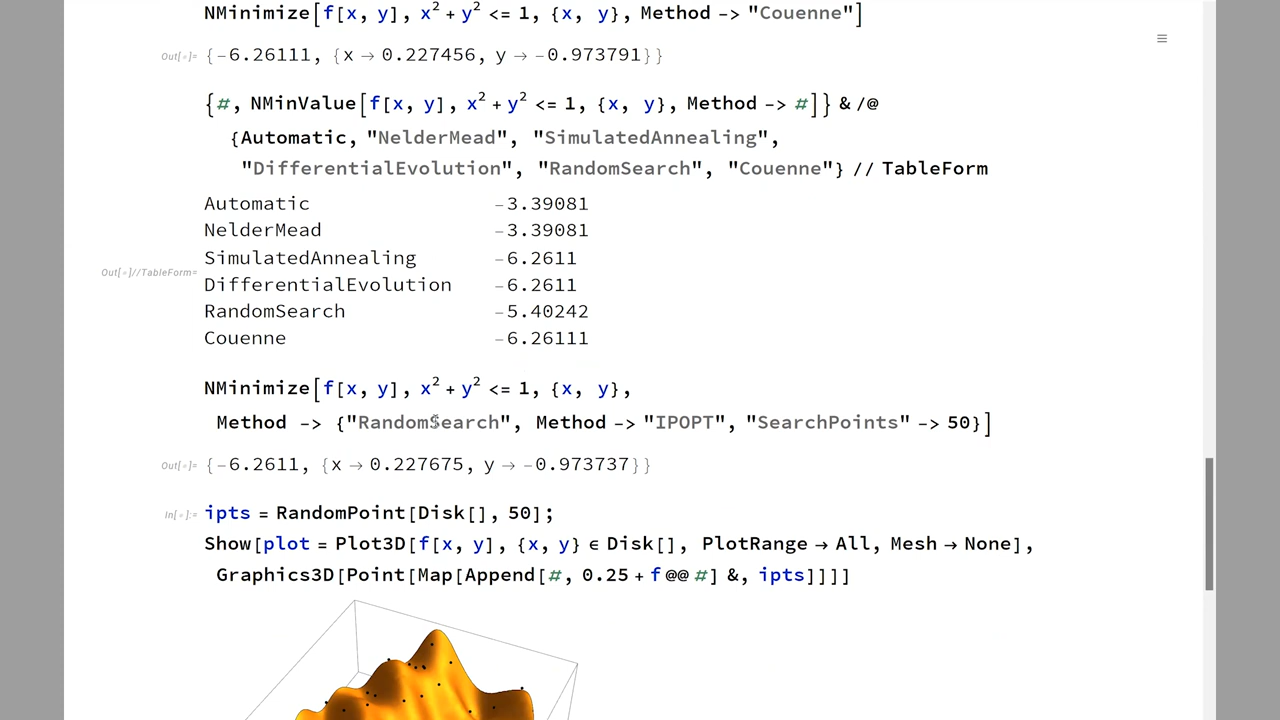 NMinimize[f[x, y], x² + y² <= 1, {x, y}, Method -> "Couenne"]
Out[◦]= {-6.26111, {x → 0.227456, y → -0.973791}}
{#, NMinValue[f[x, y], x² + y² <= 1, {x, y}, Method -> #]} & /@
{Automatic, "NelderMead", "SimulatedAnnealing",
"DifferentialEvolution", "RandomSearch", "Couenne"} // TableForm
Out[◦]//TableForm=
Automatic -3.39081
NelderMead -3.39081
SimulatedAnnealing -6.2611
DifferentialEvolution -6.2611
RandomSearch -5.40242
Couenne -6.26111
NMinimize[f[x, y], x² + y² <= 1, {x, y},
Method -> {"RandomSearch", Method -> "IPOPT", "SearchPoints" -> 50}]
Out[◦]= {-6.2611, {x → 0.227675, y → -0.973737}}
In[◦]:= ipts = RandomPoint[Disk[], 50];
Show[plot = Plot3D[f[x, y], {x, y} ∈ Disk[], PlotRange → All, Mesh → None],
Graphics3D[Point[Map[Append[#, 0.25 + f @@ #] &, ipts]]]]